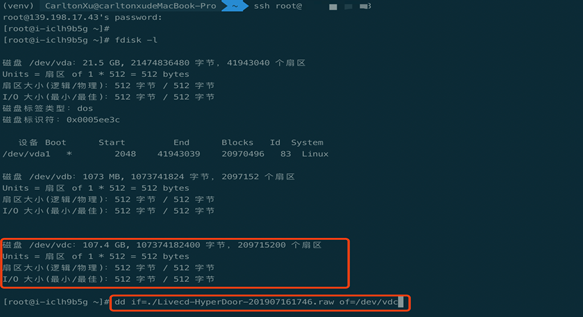 (venv) CarltonXu@carltonxudeMacBook-Pro ~ ssh root@
root@139.198.17.43's password:
[root@i-iclh9b5g ~]#
[root@i-iclh9b5g ~]# fdisk -l
磁盘 /dev/vda: 21.5 GB, 21474836480 字节, 41943040 个扇区
Units = 扇区 of 1 * 512 = 512 bytes
扇区大小(逻辑/物理): 512 字节 / 512 字节
I/O 大小(最小/最佳): 512 字节 / 512 字节
磁盘标签类型: dos
磁盘标识符: 0x0005ee3c
设备 Boot Start End Blocks Id System
/dev/vda1 * 2048 41943039 20970496 83 Linux
磁盘 /dev/vdb: 1073 MB, 1073741824 字节, 2097152 个扇区
Units = 扇区 of 1 * 512 = 512 bytes
扇区大小(逻辑/物理): 512 字节 / 512 字节
I/O 大小(最小/最佳): 512 字节 / 512 字节
磁盘 /dev/vdc: 107.4 GB, 107374182400 字节, 209715200 个扇区
Units = 扇区 of 1 * 512 = 512 bytes
扇区大小(逻辑/物理): 512 字节 / 512 字节
I/O 大小(最小/最佳): 512 字节 / 512 字节
[root@i-iclh9b5g ~]# dd if=./Livecd-HyperDoor-201907161746.raw of=/dev/vdc